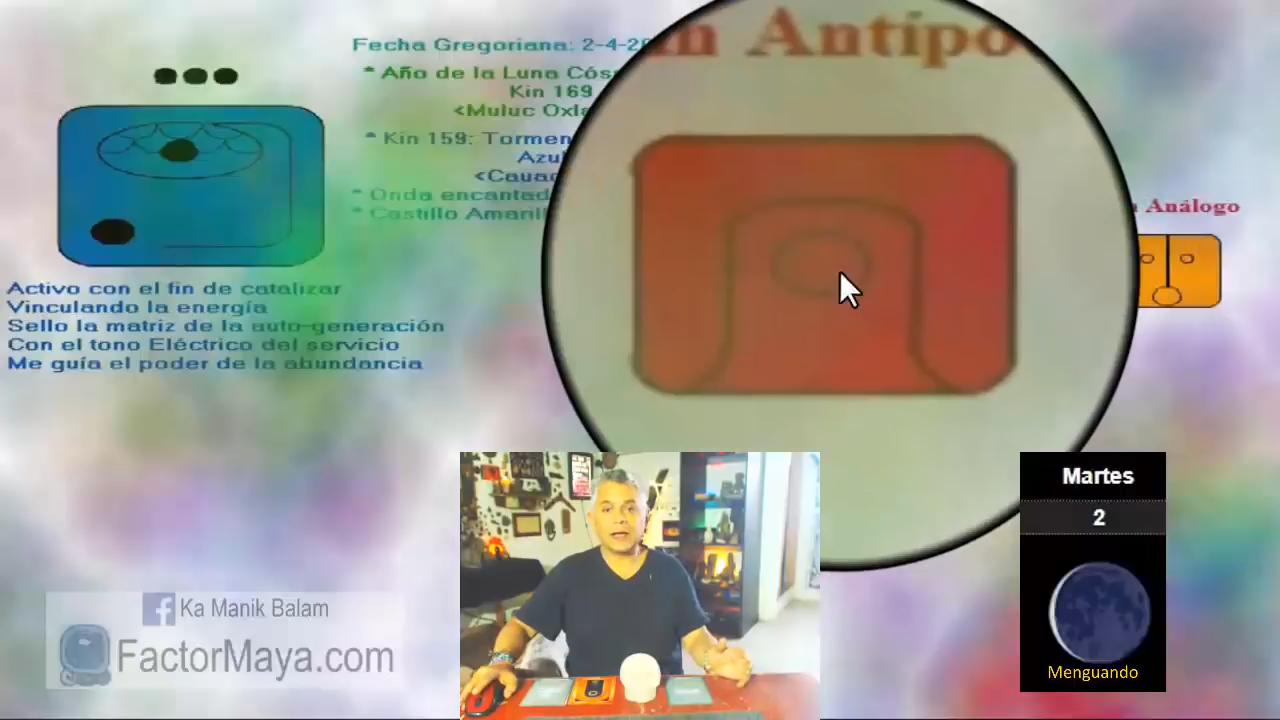 Fecha Gregoriana: 2-4-20
* Año de la Luna Cós
Kin 169
<Muluc Oxla
* Kin 159: Tormen
Azul
<Cauac
* Onda encantad
* Castillo Amarill
Antípo
Análogo
Activo con el fin de catalizar
Vinculando la energía
Sello la matriz de la auto-generación
Con el tono Eléctrico del servicio
Me guía el poder de la abundancia
Martes
2
Menguando
Ka Manik Balam
FactorMaya.com